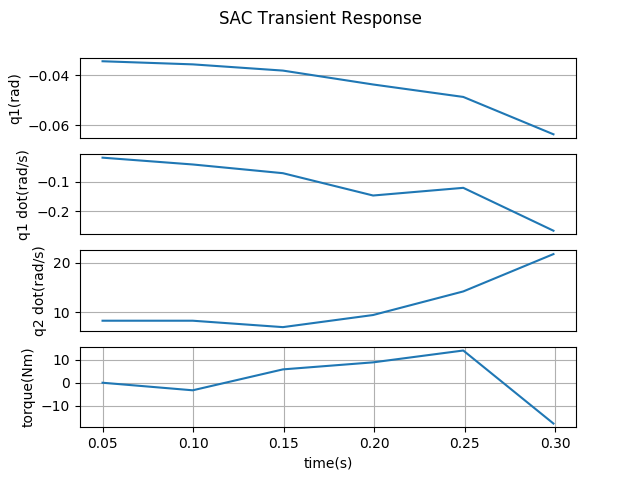 SAC Transient Response
q1(rad)
−0.04
−0.06
q1 dot(rad/s)
−0.1
−0.2
q2 dot(rad/s)
20
10
torque(Nm)
10
0
−10
0.05 0.10 0.15 0.20 0.25 0.30
time(s)